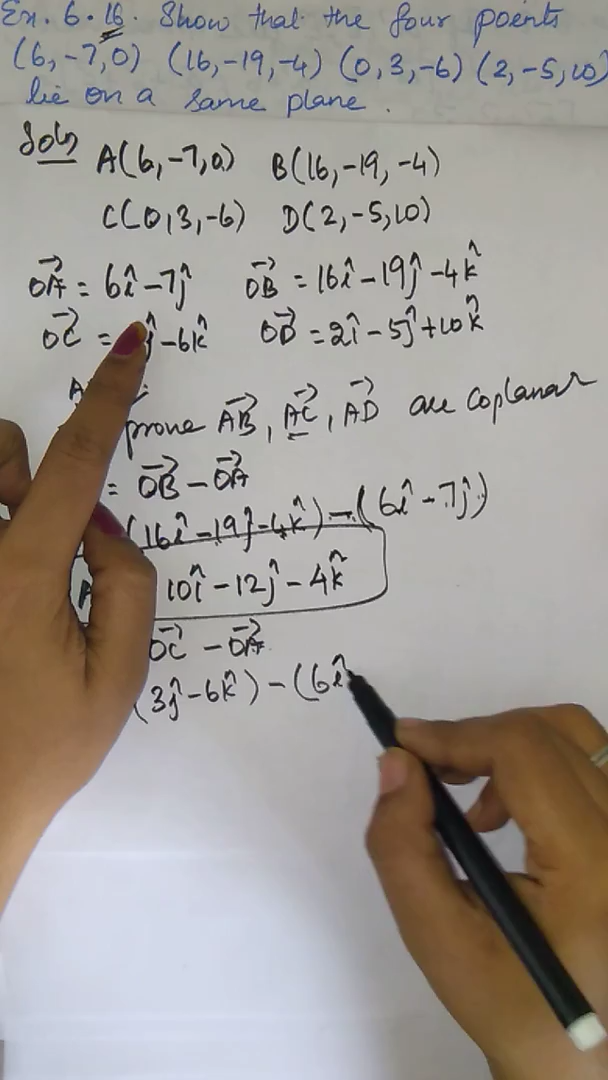 Ex. 6.16. Show that the four points
(6,-7,0) (16,-19,-4) (0,3,-6) (2,-5,10)
lie on a same plane.
Soln A(6,-7,0) B(16,-19,-4)
C(0,3,-6) D(2,-5,10)
OA⃗ = 6î-7ĵ OB⃗ = 16î-19ĵ-4k̂
OC⃗ = ĵ-6k̂ OD⃗ = 2î-5ĵ+10k̂
prove AB⃗, AC⃗, AD⃗ are coplanar
= OB⃗ - OA⃗
(16î-19ĵ-4k̂) - (6î-7ĵ)
10î-12ĵ-4k̂
OC⃗ - OA⃗
(3ĵ-6k̂) - (6î